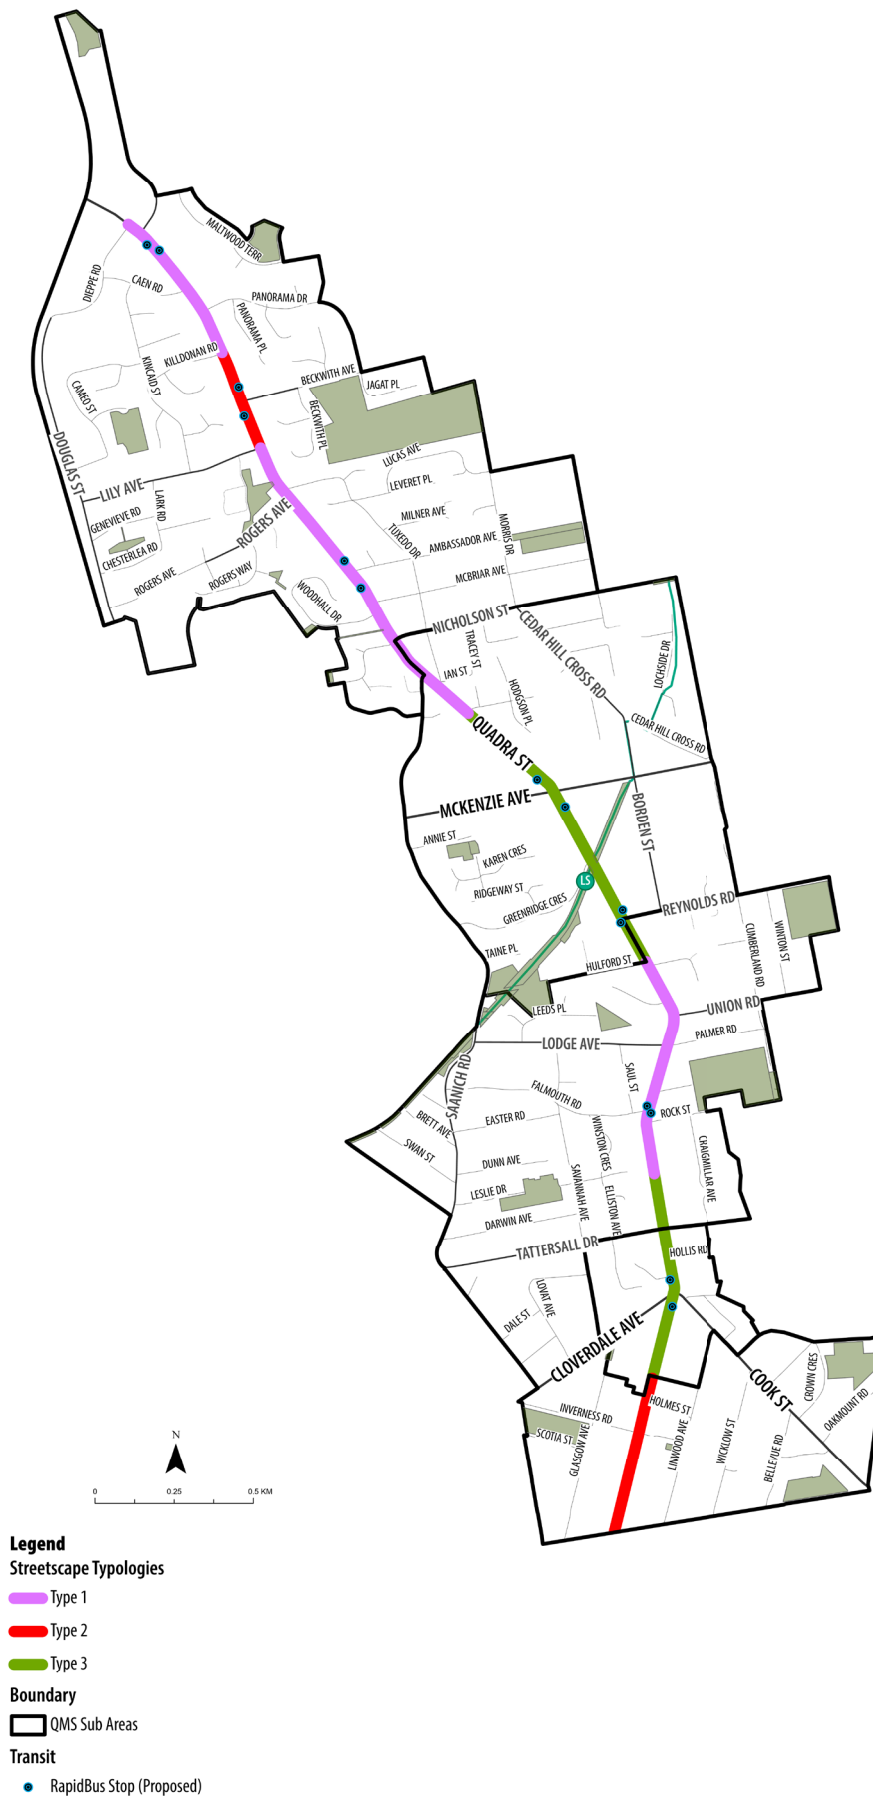 MALTWOOD TERR
DIEPPE RD
CAEN RD
PANORAMA DR
PANORAMA PL
KILLDONAN RD
KINCAID ST
BECKWITH AVE
JAGAT PL
CAMEO ST
BECKWITH PL
DOUGLAS ST
LUCAS AVE
LILY AVE
LEVERET PL
LARK RD
GENEVIEVE RD
ROGERS AVE
MILNER AVE
TUXEDO DR
MORRIS DR
AMBASSADOR AVE
CHESTERLEA RD
ROGERS AVE
ROGERS WAY
MCBRIAR AVE
WOODHALL DR
NICHOLSON ST
CEDAR HILL CROSS RD
TRACEY ST
LOCHSIDE DR
IAN ST
HODGSON PL
QUADRA ST
CEDAR HILL CROSS RD
MCKENZIE AVE
BORDEN ST
ANNIE ST
KAREN CRES
LS
RIDGEWAY ST
GREENRIDGE CRES
REYNOLDS RD
CUMBERLAND RD
WINTON ST
TAINE PL
HULFORD ST
LEEDS PL
UNION RD
PALMER RD
LODGE AVE
SAANICH RD
SAUL ST
FALMOUTH RD
ROCK ST
BRETT AVE
EASTER RD
WINSTON CRES
SWAN ST
CRAIGMILLAR AVE
DUNN AVE
SAVANNAH AVE
LESLIE DR
ELLISTON AVE
DARWIN AVE
TATTERSALL DR
HOLLIS RD
LOVAT AVE
DALE ST
CLOVERDALE AVE
COOK ST
CROWN CRES
OAKMOUNT RD
HOLMES ST
INVERNESS RD
SCOTIA ST
GLASGOW AVE
LINWOOD AVE
WICKLOW ST
BELLEVUE RD
N
0 0.25 0.5 KM
Legend
Streetscape Typologies
Type 1
Type 2
Type 3
Boundary
QMS Sub Areas
Transit
RapidBus Stop (Proposed)